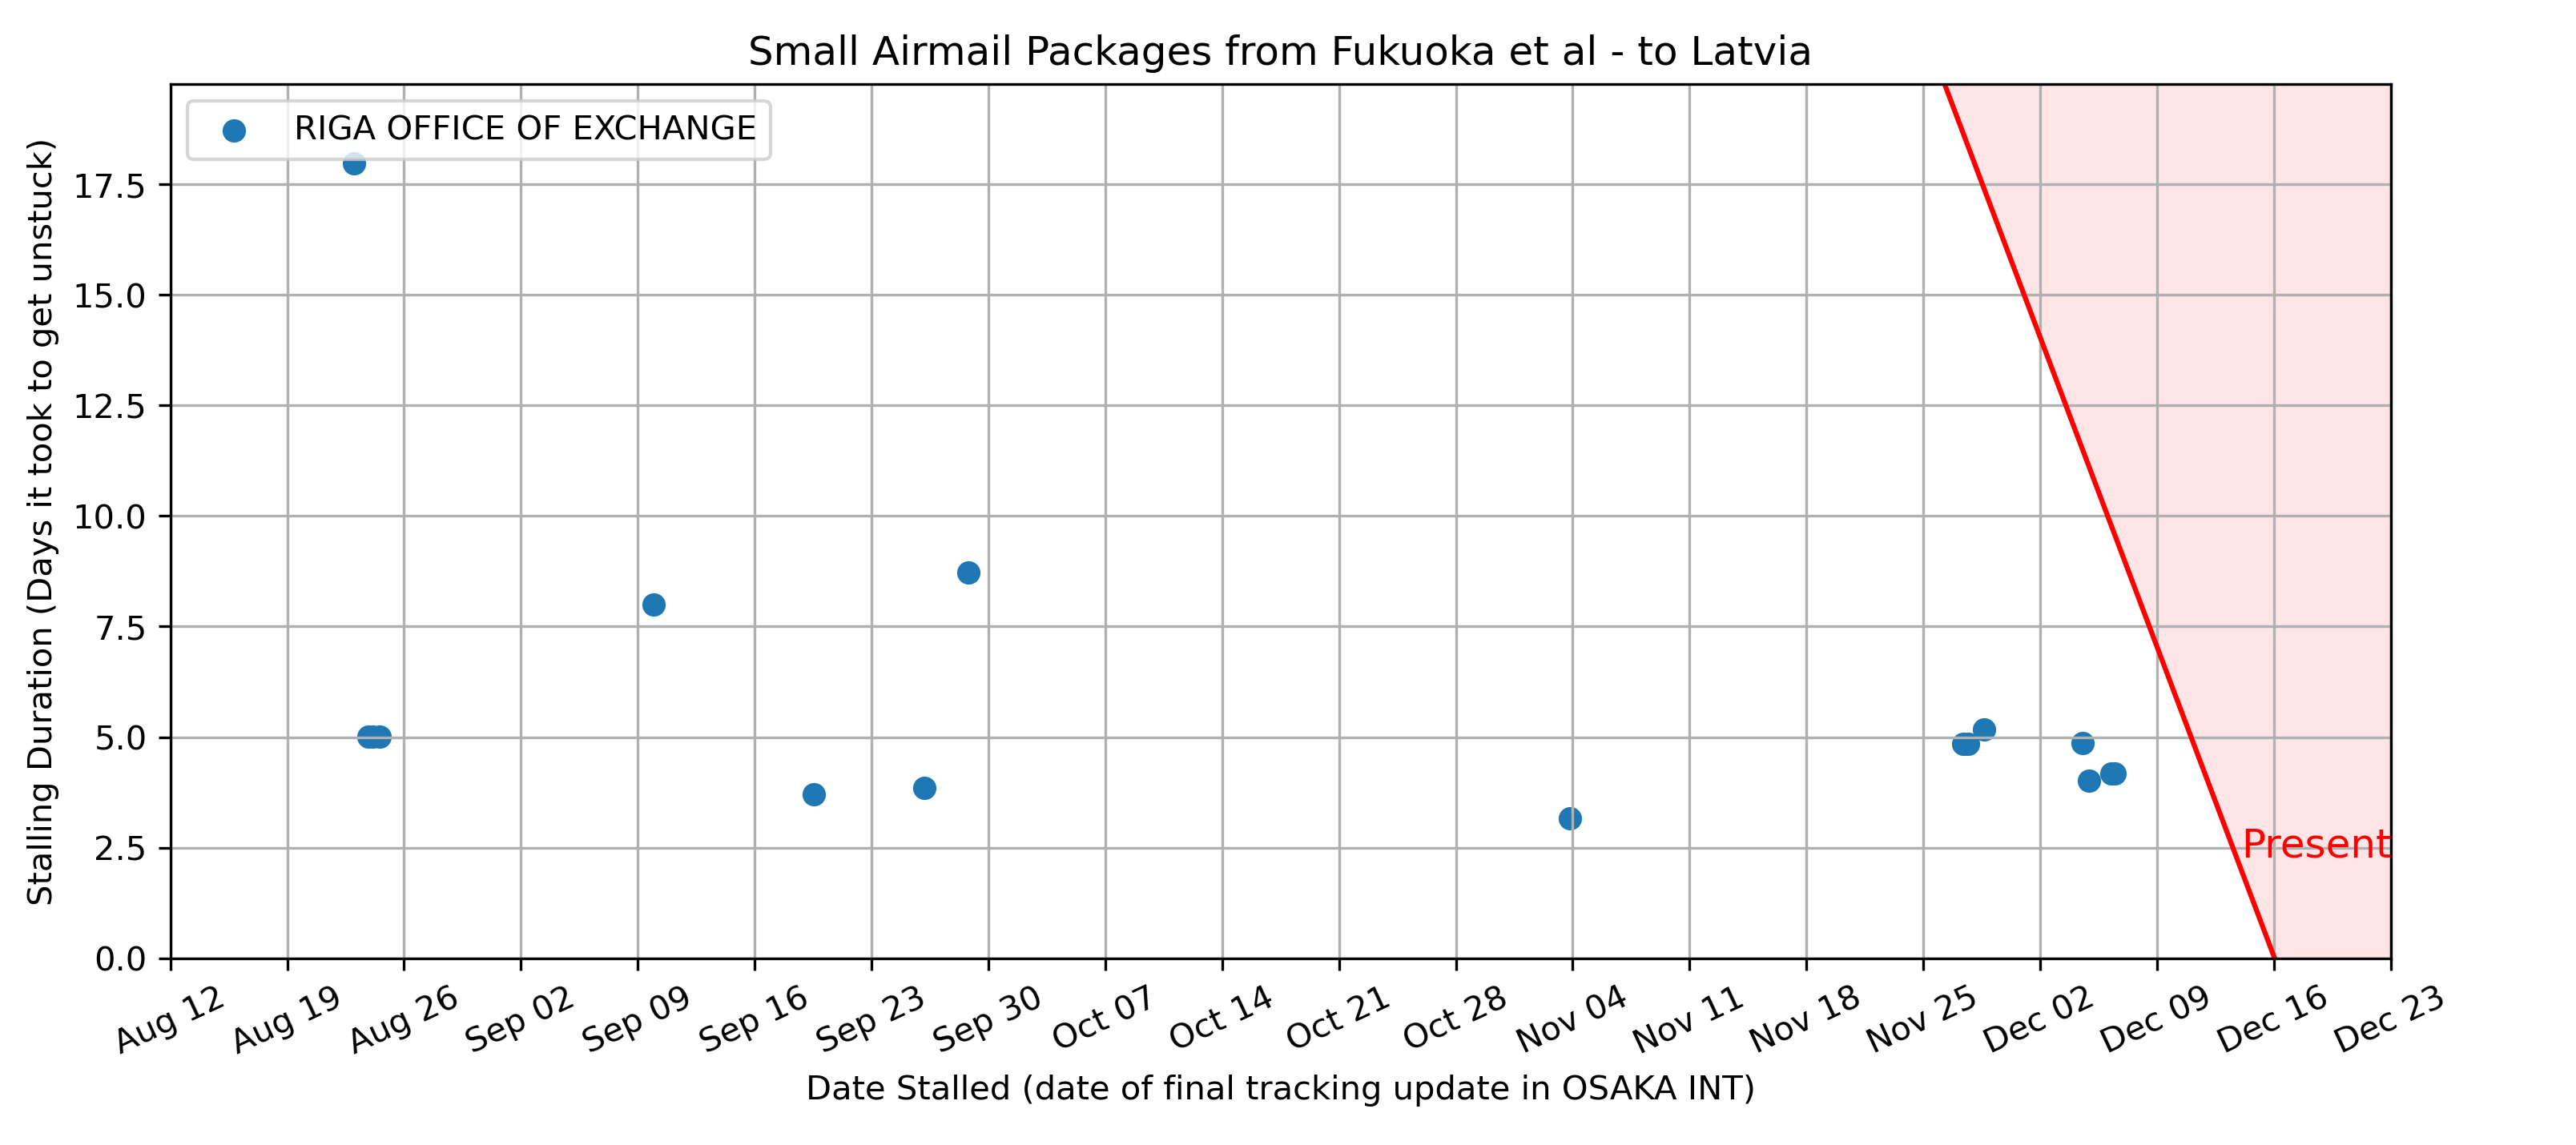 Small Airmail Packages from Fukuoka et al - to Latvia
RIGA OFFICE OF EXCHANGE
Stalling Duration (Days it took to get unstuck)
17.5
15.0
12.5
10.0
7.5
5.0
2.5
0.0
Present
Aug 12
Aug 19
Aug 26
Sep 02
Sep 09
Sep 16
Sep 23
Sep 30
Oct 07
Oct 14
Oct 21
Oct 28
Nov 04
Nov 11
Nov 18
Nov 25
Dec 02
Dec 09
Dec 16
Dec 23
Date Stalled (date of final tracking update in OSAKA INT)